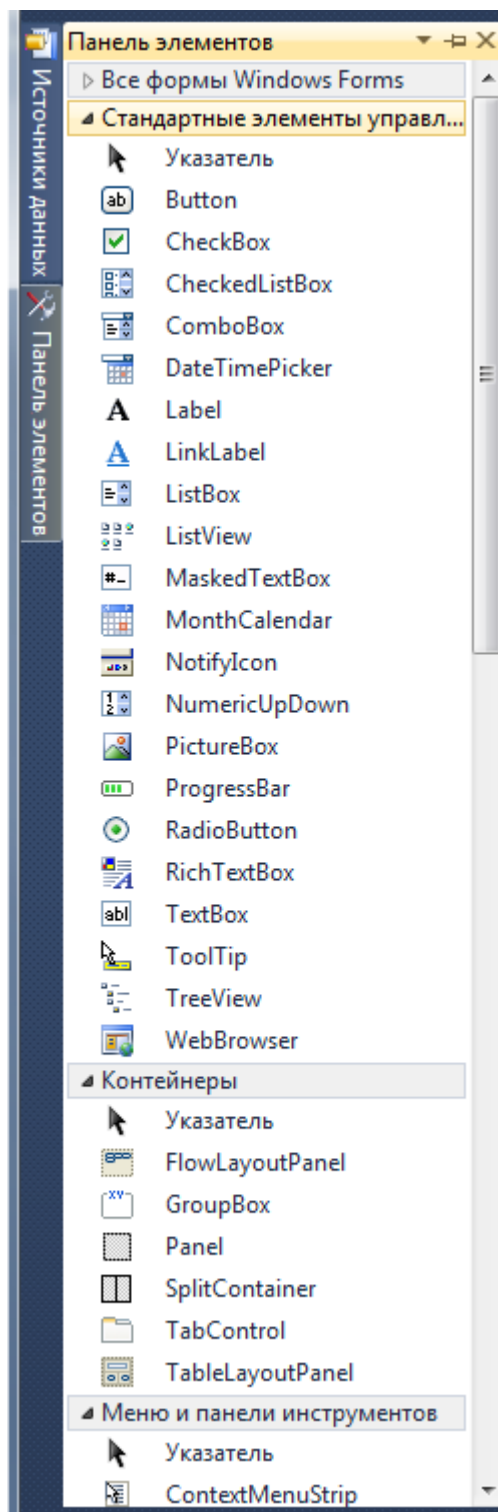 Источники данных
Панель элементов
Панель элементов
Все формы Windows Forms
Стандартные элементы управл...
Указатель
Button
CheckBox
CheckedListBox
ComboBox
DateTimePicker
Label
LinkLabel
ListBox
ListView
MaskedTextBox
MonthCalendar
NotifyIcon
NumericUpDown
PictureBox
ProgressBar
RadioButton
RichTextBox
TextBox
ToolTip
TreeView
WebBrowser
Контейнеры
Указатель
FlowLayoutPanel
GroupBox
Panel
SplitContainer
TabControl
TableLayoutPanel
Меню и панели инструментов
Указатель
ContextMenuStrip